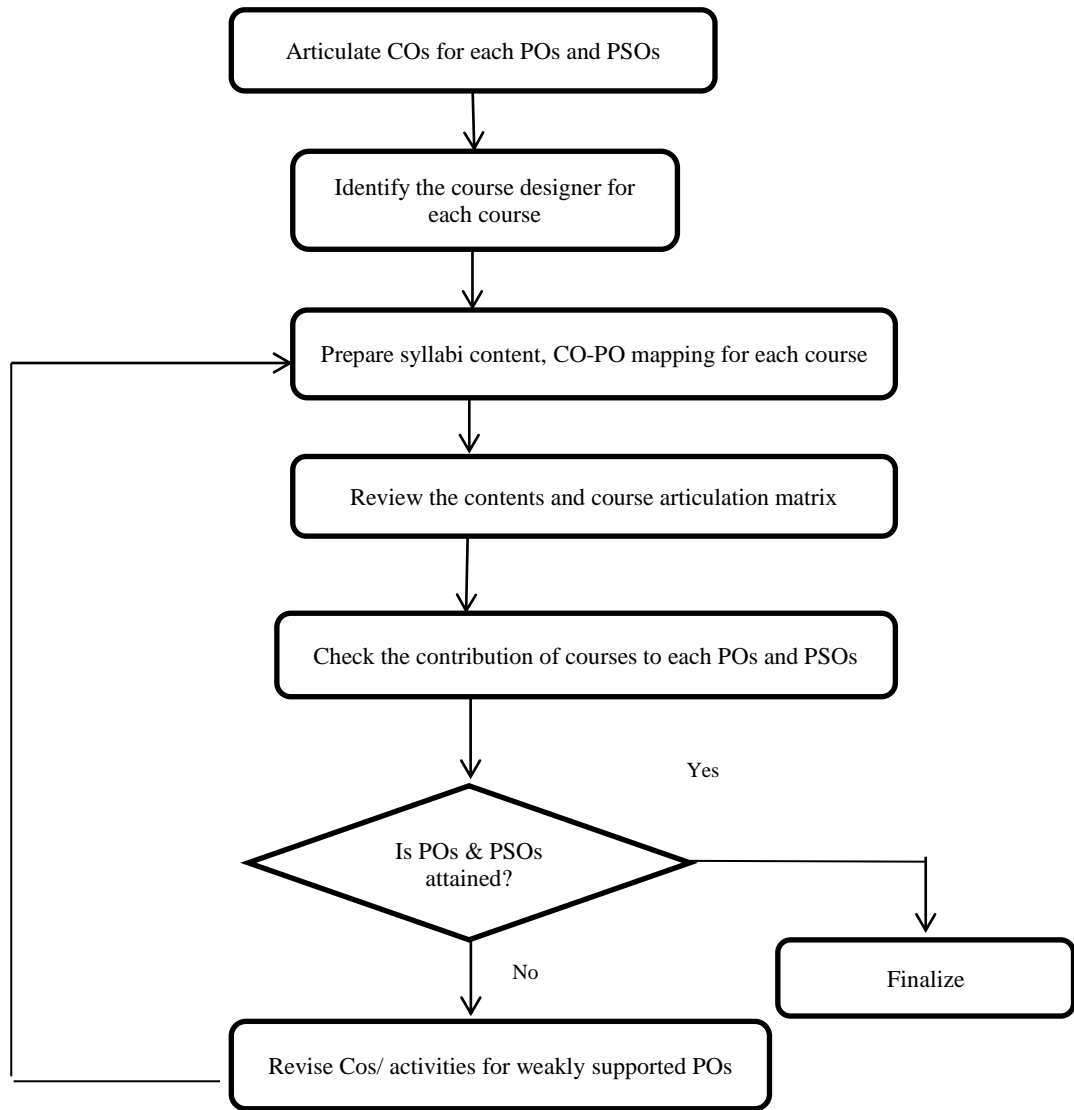 Articulate COs for each POs and PSOs
Identify the course designer for
each course
Prepare syllabi content, CO-PO mapping for each course
Review the contents and course articulation matrix
Check the contribution of courses to each POs and PSOs
Yes
Is POs & PSOs
attained?
No
Finalize
Revise Cos/ activities for weakly supported POs